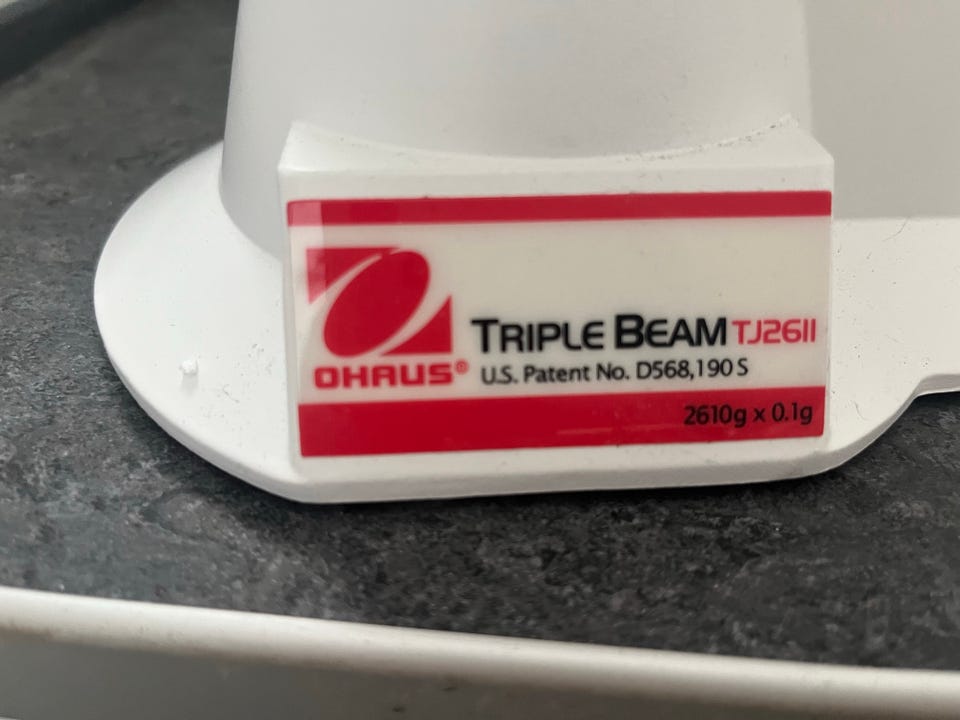 TRIPLE BEAM TJ2611
OHAUS® U.S. Patent No. D568,190 S
2610g x 0.1g